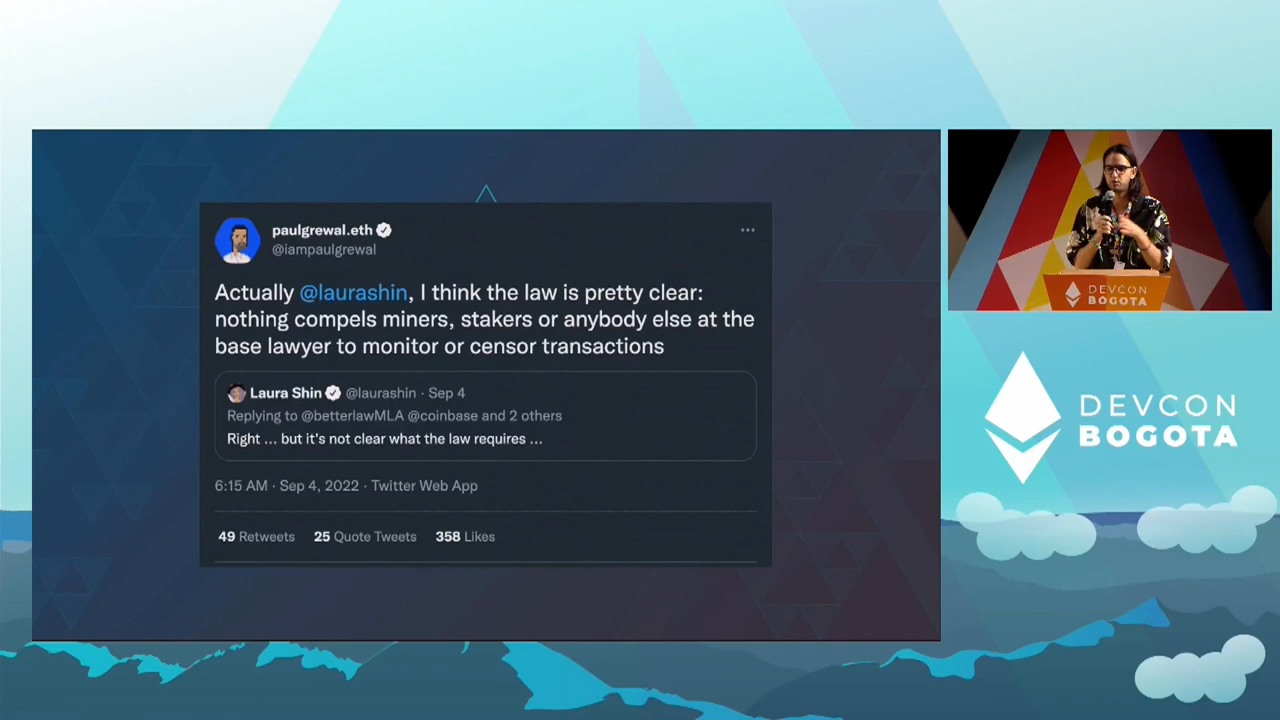 paulgrewal.eth
@iampaulgrewal
Actually @laurashin, I think the law is pretty clear:
nothing compels miners, stakers or anybody else at the
base lawyer to monitor or censor transactions
Laura Shin @laurashin · Sep 4
Replying to @betterlawMLA @coinbase and 2 others
Right ... but it's not clear what the law requires ...
6:15 AM · Sep 4, 2022 · Twitter Web App
49 Retweets 25 Quote Tweets 358 Likes
DEVCON
BOGOTA
DEVCON
BOGOTA